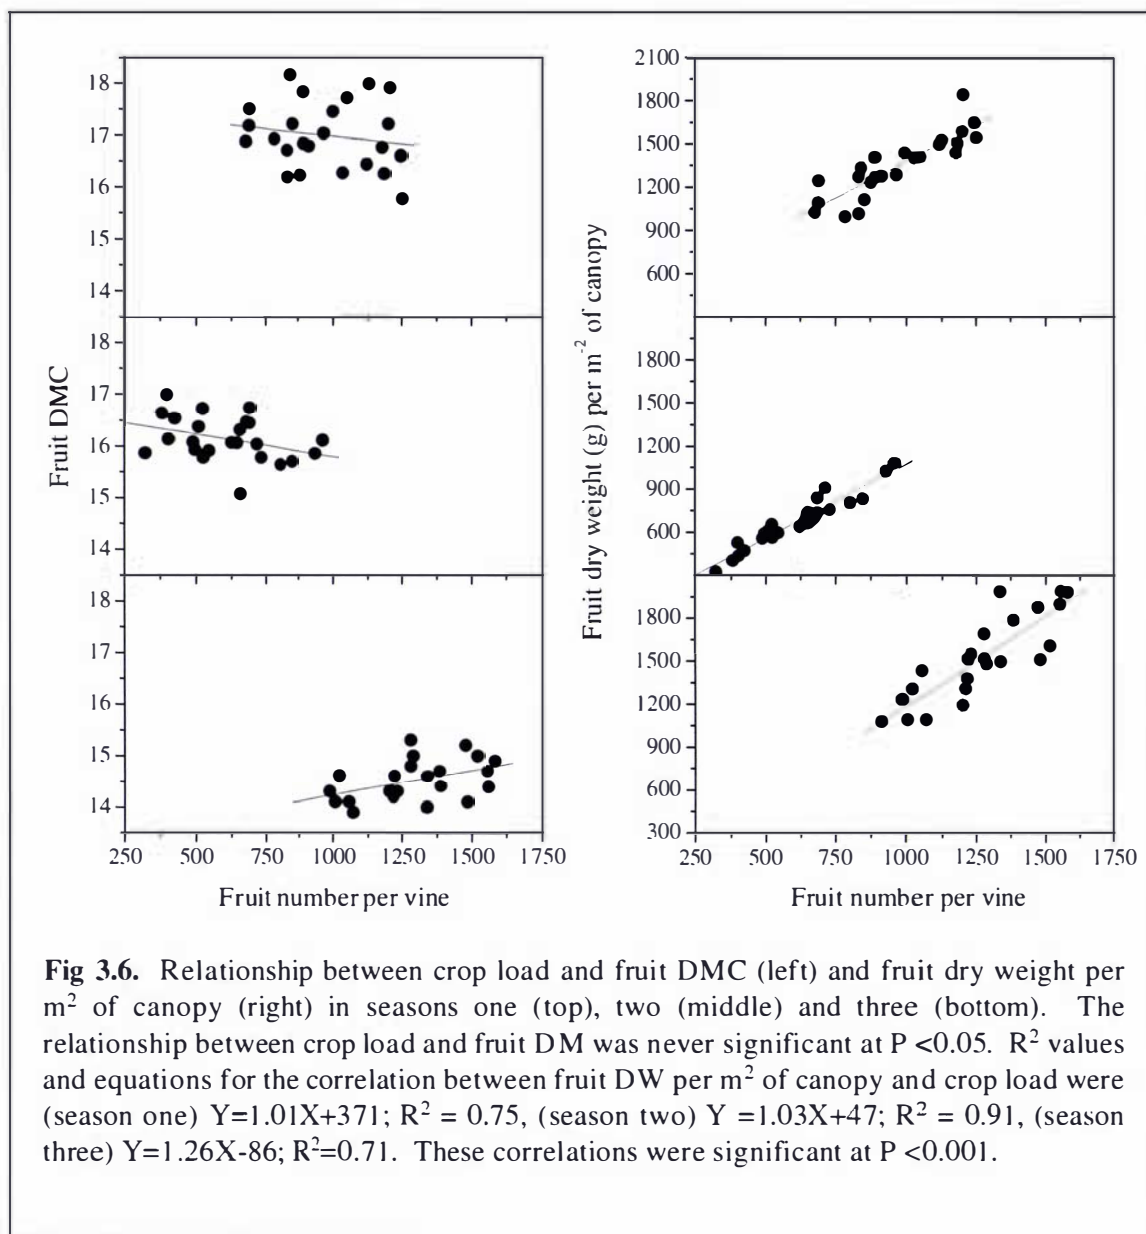 18
17
16
15
14
18
17
16
15
14
18
17
16
15
14
Fruit DMC
250 500 750 1000 1250 1500 1750
Fruit number per vine
2100
1800
1500
1200
900
600
1800
1500
1200
900
600
1800
1500
1200
900
600
300
Fruit dry weight (g) per m⁻² of canopy
250 500 750 1000 1250 1500 1750
Fruit number per vine
Fig 3.6. Relationship between crop load and fruit DMC (left) and fruit dry weight per
m² of canopy (right) in seasons one (top), two (middle) and three (bottom). The
relationship between crop load and fruit DM was never significant at P <0.05. R² values
and equations for the correlation between fruit DW per m² of canopy and crop load were
(season one) Y=1.01X+371; R² = 0.75, (season two) Y =1.03X+47; R² = 0.91, (season
three) Y=1.26X-86; R²=0.71. These correlations were significant at P <0.001.